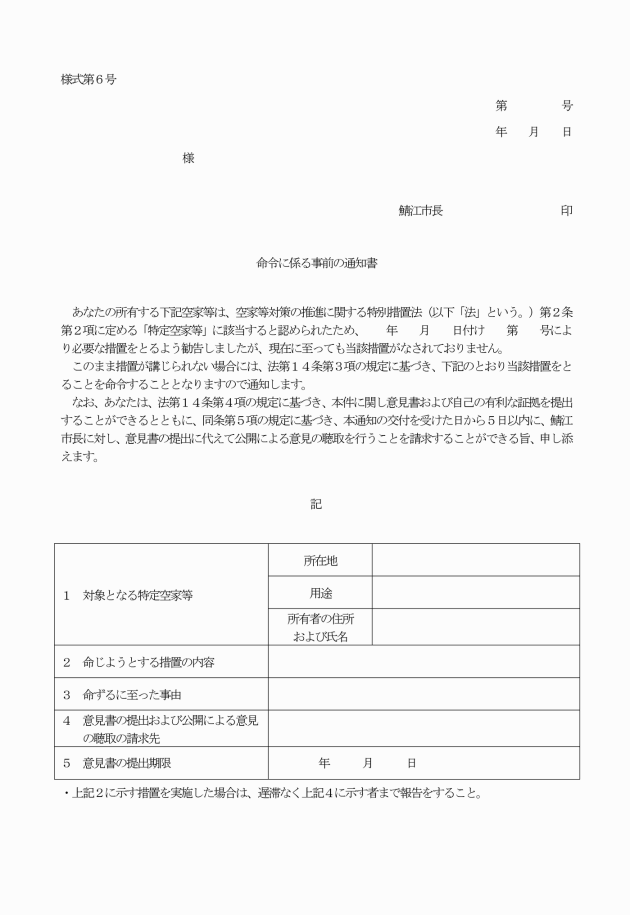 様式第６号
第　　　　　号
年　　月　　日
様
鯖江市長　　　　　　　　　　　印
命令に係る事前の通知書
　あなたの所有する下記空家等は、空家等対策の推進に関する特別措置法（以下「法」という。）第２条
第２項に定める「特定空家等」に該当すると認められたため、　　年　　月　　日付け　　第　　号によ
り必要な措置をとるよう勧告しましたが、現在に至っても当該措置がなされておりません。
　このまま措置が講じられない場合には、法第１４条第３項の規定に基づき、下記のとおり当該措置をと
ることを命令することとなりますので通知します。
　なお、あなたは、法第１４条第４項の規定に基づき、本件に関し意見書および自己の有利な証拠を提出
することができるとともに、同条第５項の規定に基づき、本通知の交付を受けた日から５日以内に、鯖江
市長に対し、意見書の提出に代えて公開による意見の聴取を行うことを請求することができる旨、申し添
えます。
記
１　対象となる特定空家等
所在地
用途
所有者の住所
および氏名
２　命じようとする措置の内容
３　命ずるに至った事由
４　意見書の提出および公開による意見
の聴取の請求先
５　意見書の提出期限　　年　　　月　　　日
・上記２に示す措置を実施した場合は、遅滞なく上記４に示す者まで報告をすること。